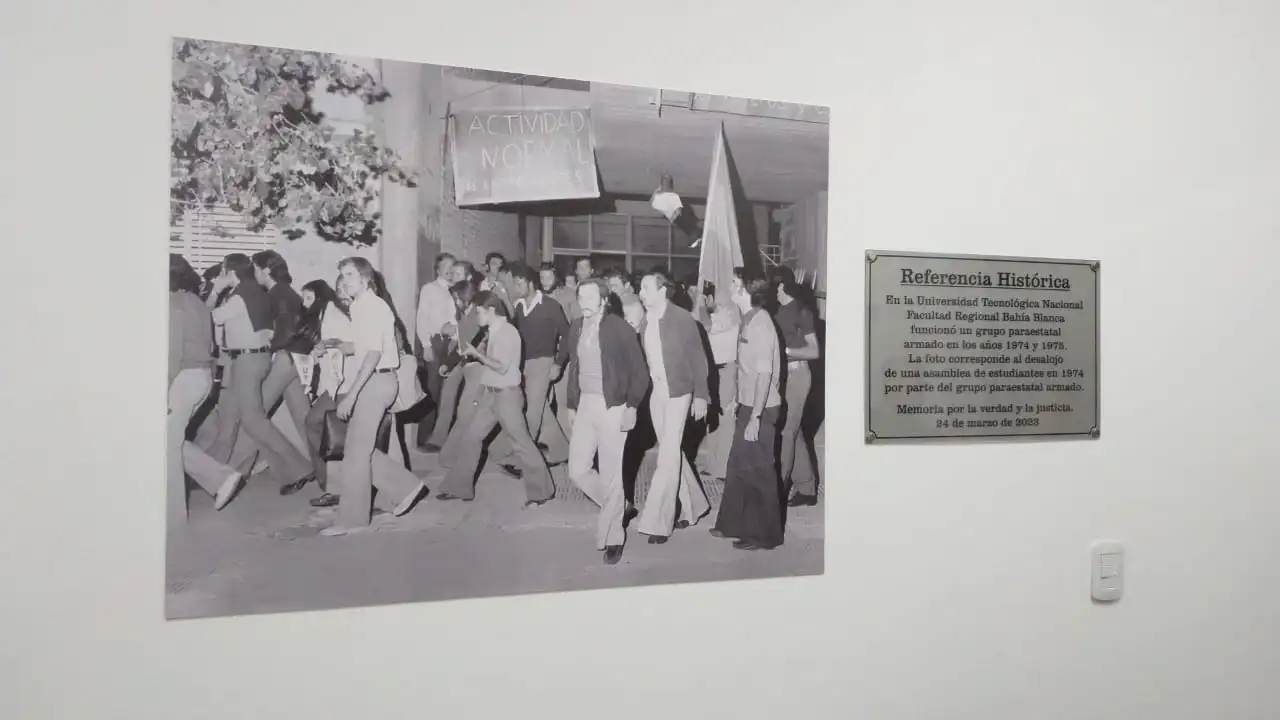 ACTIVIDAD
NORMAL
Referencia Histórica
En la Universidad Tecnológica Nacional
Facultad Regional Bahía Blanca
funcionó un grupo paraestatal
armado en los años 1974 y 1975.
La foto corresponde al desalojo
de una asamblea de estudiantes en 1974
por parte del grupo paraestatal armado.
Memoria por la verdad y la justicia.
24 de marzo de 2023